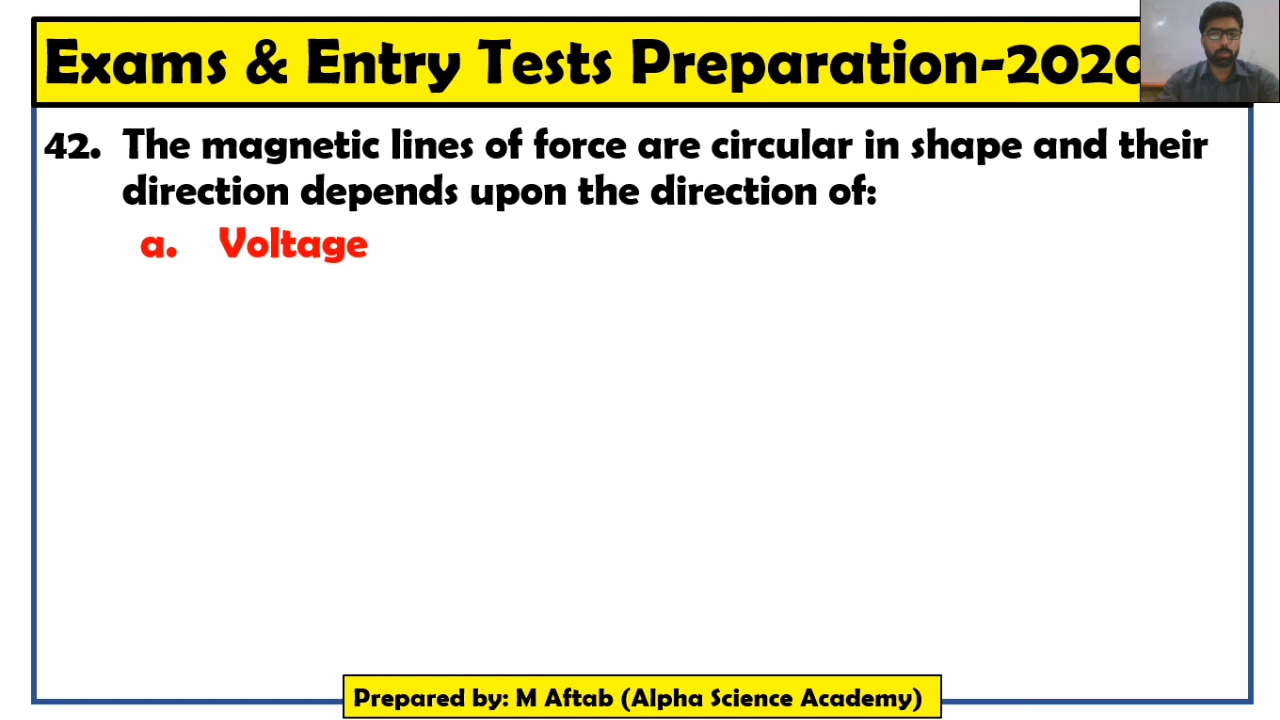 Exams & Entry Tests Preparation-2020
42. The magnetic lines of force are circular in shape and their
direction depends upon the direction of:
a. Voltage
Prepared by: M Aftab (Alpha Science Academy)